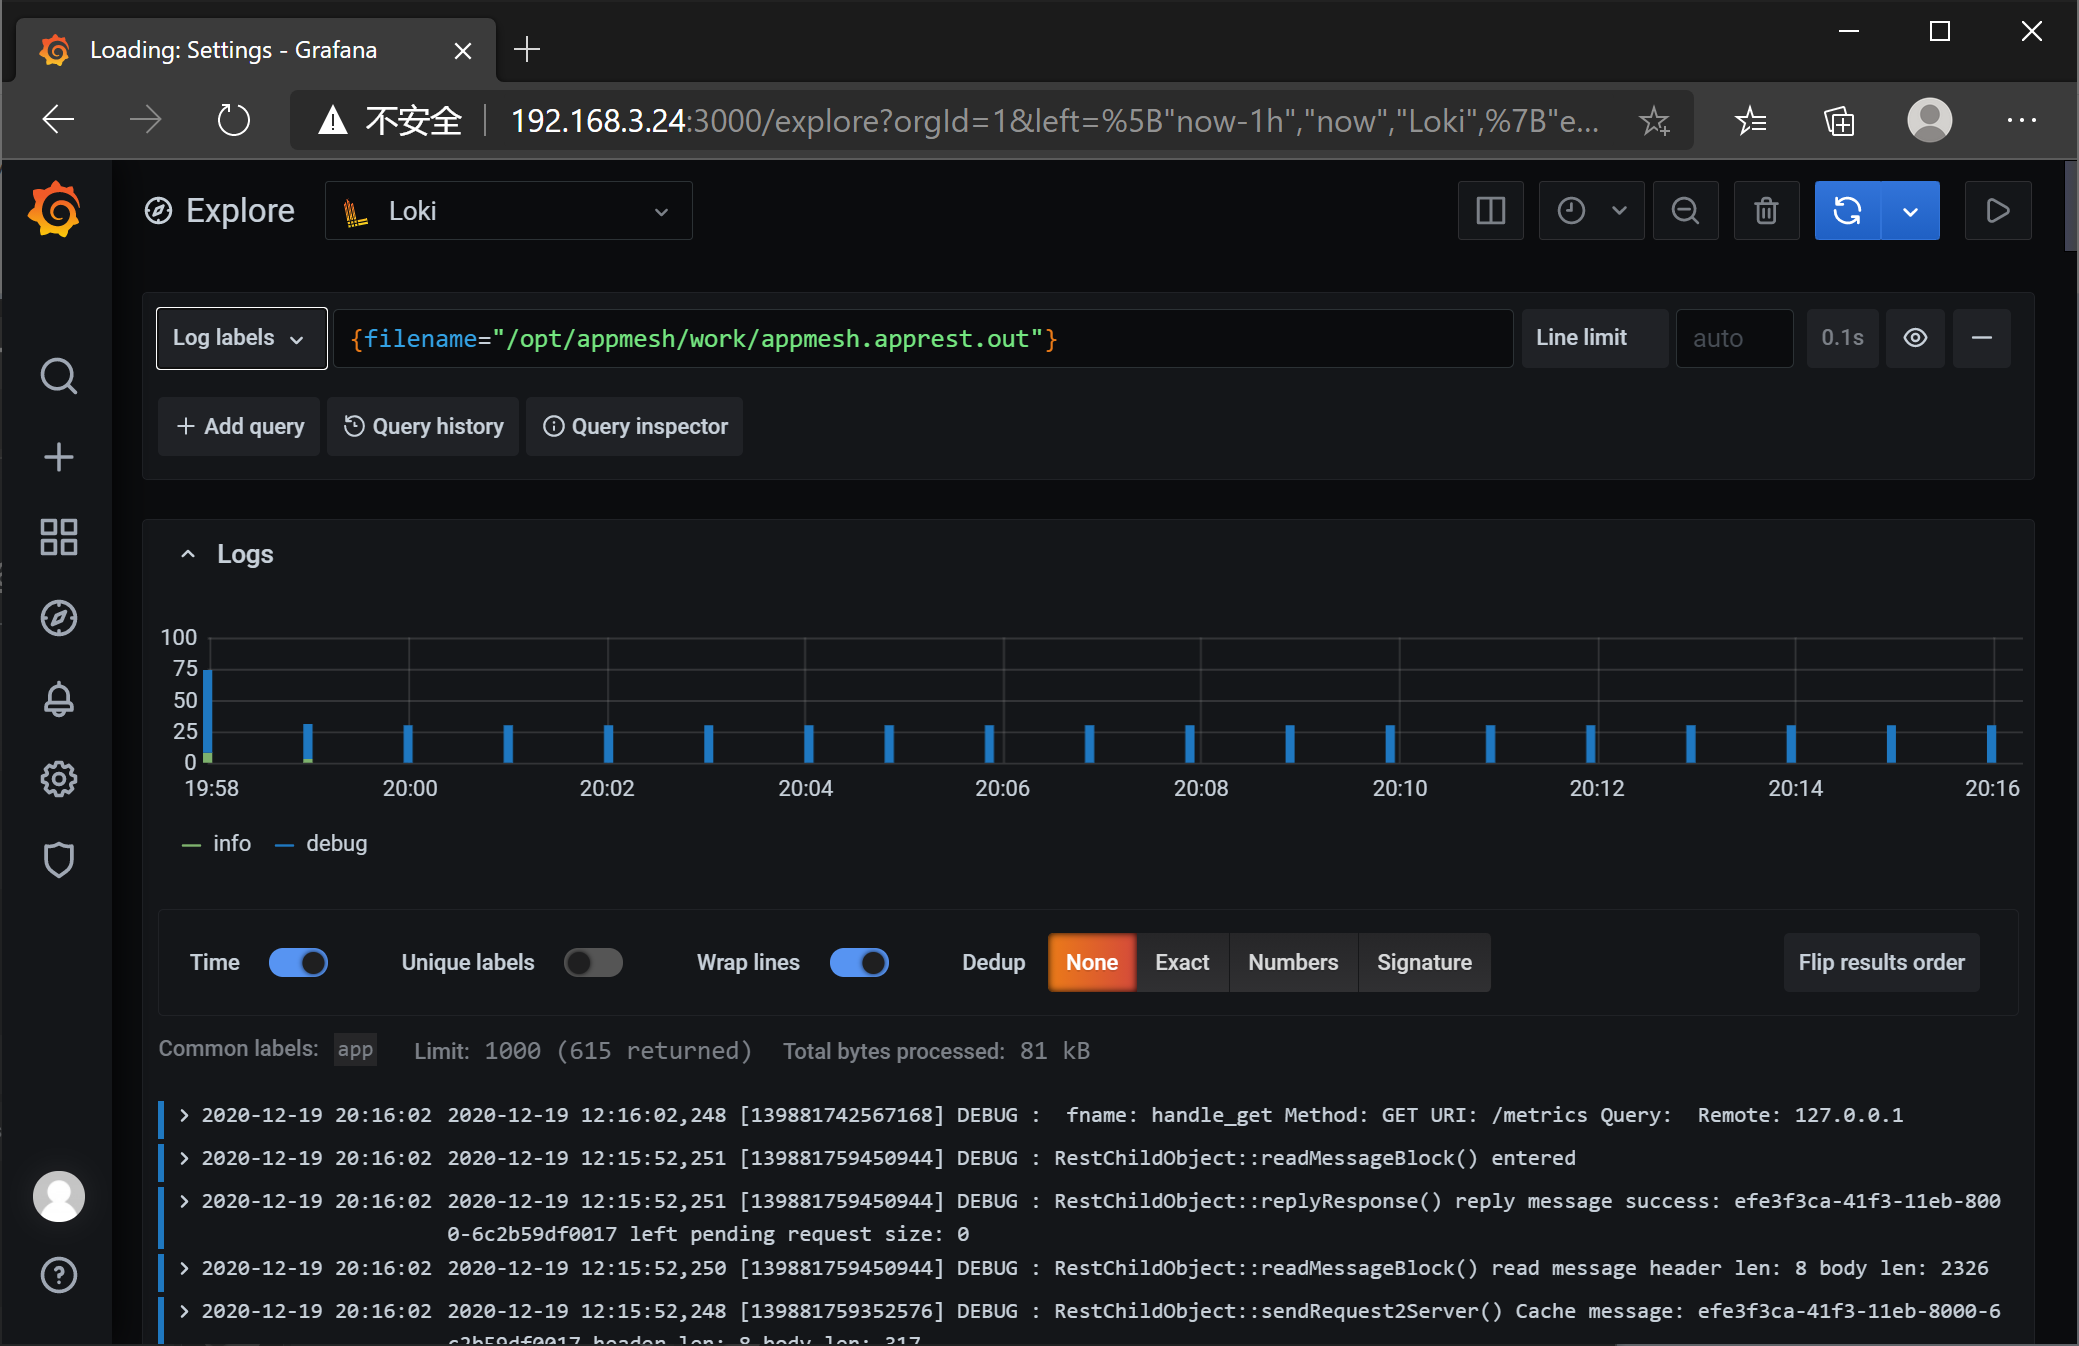 Loading: Settings - Grafana
不安全 192.168.3.24:3000/explore?orgId=1&left=%5B"now-1h","now","Loki",%7B"e...
Explore Loki
Log labels {filename="/opt/appmesh/work/appmesh.apprest.out"} Line limit auto 0.1s
Add query Query history Query inspector
Logs
100
75
50
25
0
19:58 20:00 20:02 20:04 20:06 20:08 20:10 20:12 20:14 20:16
info debug
Time Unique labels Wrap lines Dedup None Exact Numbers Signature Flip results order
Common labels: app Limit: 1000 (615 returned) Total bytes processed: 81 kB
2020-12-19 20:16:02 2020-12-19 12:16:02,248 [139881742567168] DEBUG : fname: handle_get Method: GET URI: /metrics Query: Remote: 127.0.0.1
2020-12-19 20:16:02 2020-12-19 12:15:52,251 [139881759450944] DEBUG : RestChildObject::readMessageBlock() entered
2020-12-19 20:16:02 2020-12-19 12:15:52,251 [139881759450944] DEBUG : RestChildObject::replyResponse() reply message success: efe3f3ca-41f3-11eb-800
0-6c2b59df0017 left pending request size: 0
2020-12-19 20:16:02 2020-12-19 12:15:52,250 [139881759450944] DEBUG : RestChildObject::readMessageBlock() read message header len: 8 body len: 2326
2020-12-19 20:16:02 2020-12-19 12:15:52,248 [139881759352576] DEBUG : RestChildObject::sendRequest2Server() Cache message: efe3f3ca-41f3-11eb-8000-6
c2b59df0017 header len: 8 body len: 317